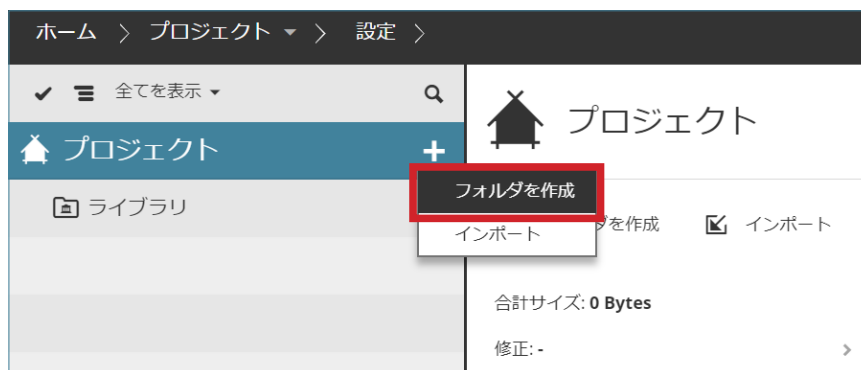 ホーム 〉 プロジェクト ▼ 〉 設定 〉
全てを表示 ▼
プロジェクト +
ライブラリ
フォルダを作成
インポート
プロジェクト
ダを作成 インポート
合計サイズ: 0 Bytes
修正: -